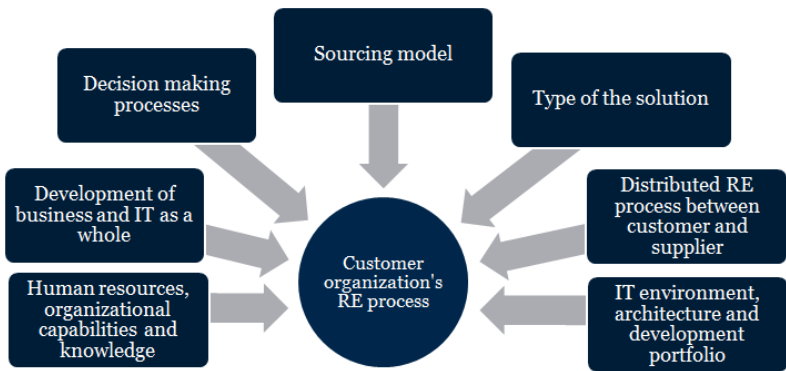 Sourcing model
Decision making
processes
Type of the solution
Development of
business and IT as a
whole
Distributed RE
process between
customer and
supplier
Customer
organization's
RE process
Human resources,
organizational
capabilities and
knowledge
IT environment,
architecture and
development
portfolio